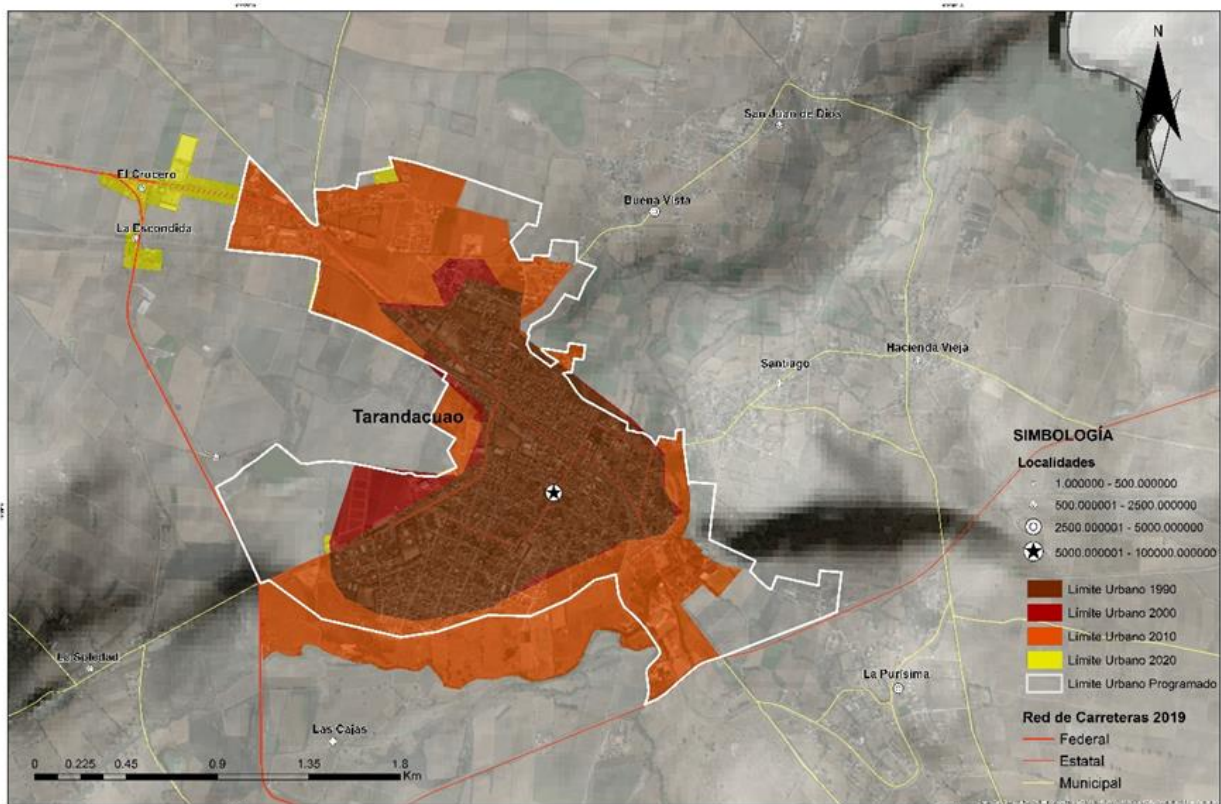 N
San Juan de Dios
El Crucero
Buena Vista
La Escondida
Hacienda Vieja
Santiago
Tarandacuao
SIMBOLOGÍA
Localidades
1.000000 - 500.000000
500.000001 - 2500.000000
2500.000001 - 5000.000000
5000.000001 - 100000.000000
Límite Urbano 1990
Límite Urbano 2000
Límite Urbano 2010
Límite Urbano 2020
Límite Urbano Programado
La Soledad
La Purísima
Las Cajas
Red de Carreteras 2019
Federal
Estatal
Municipal
0 0.225 0.45 0.9 1.35 1.8
Km